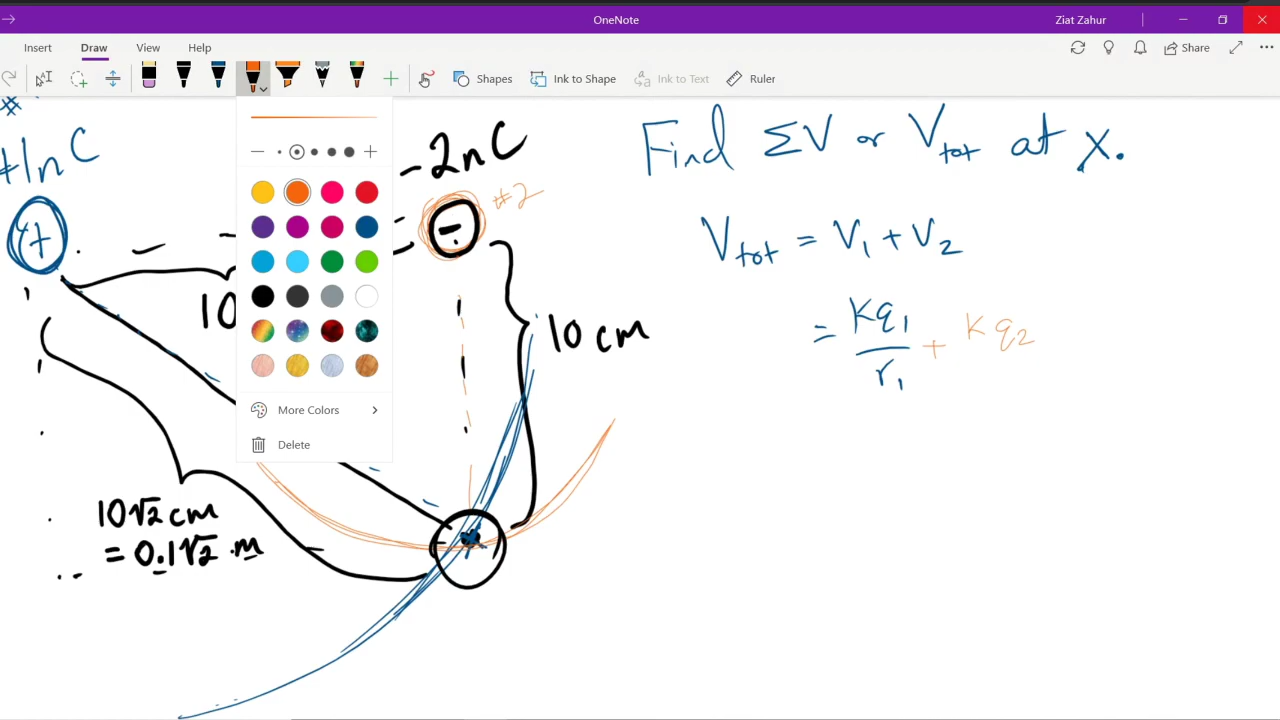 OneNote
Ziat Zahur
Insert Draw View Help
Share
Shapes Ink to Shape Ink to Text Ruler
+1nC
-2nC
#2
+
-
10
10 cm
10√2 cm
= 0.1√2 m
More Colors
Delete
Find ΣV or Vtot at x.
Vtot = V1 + V2
= Kq1/r1 + Kq2